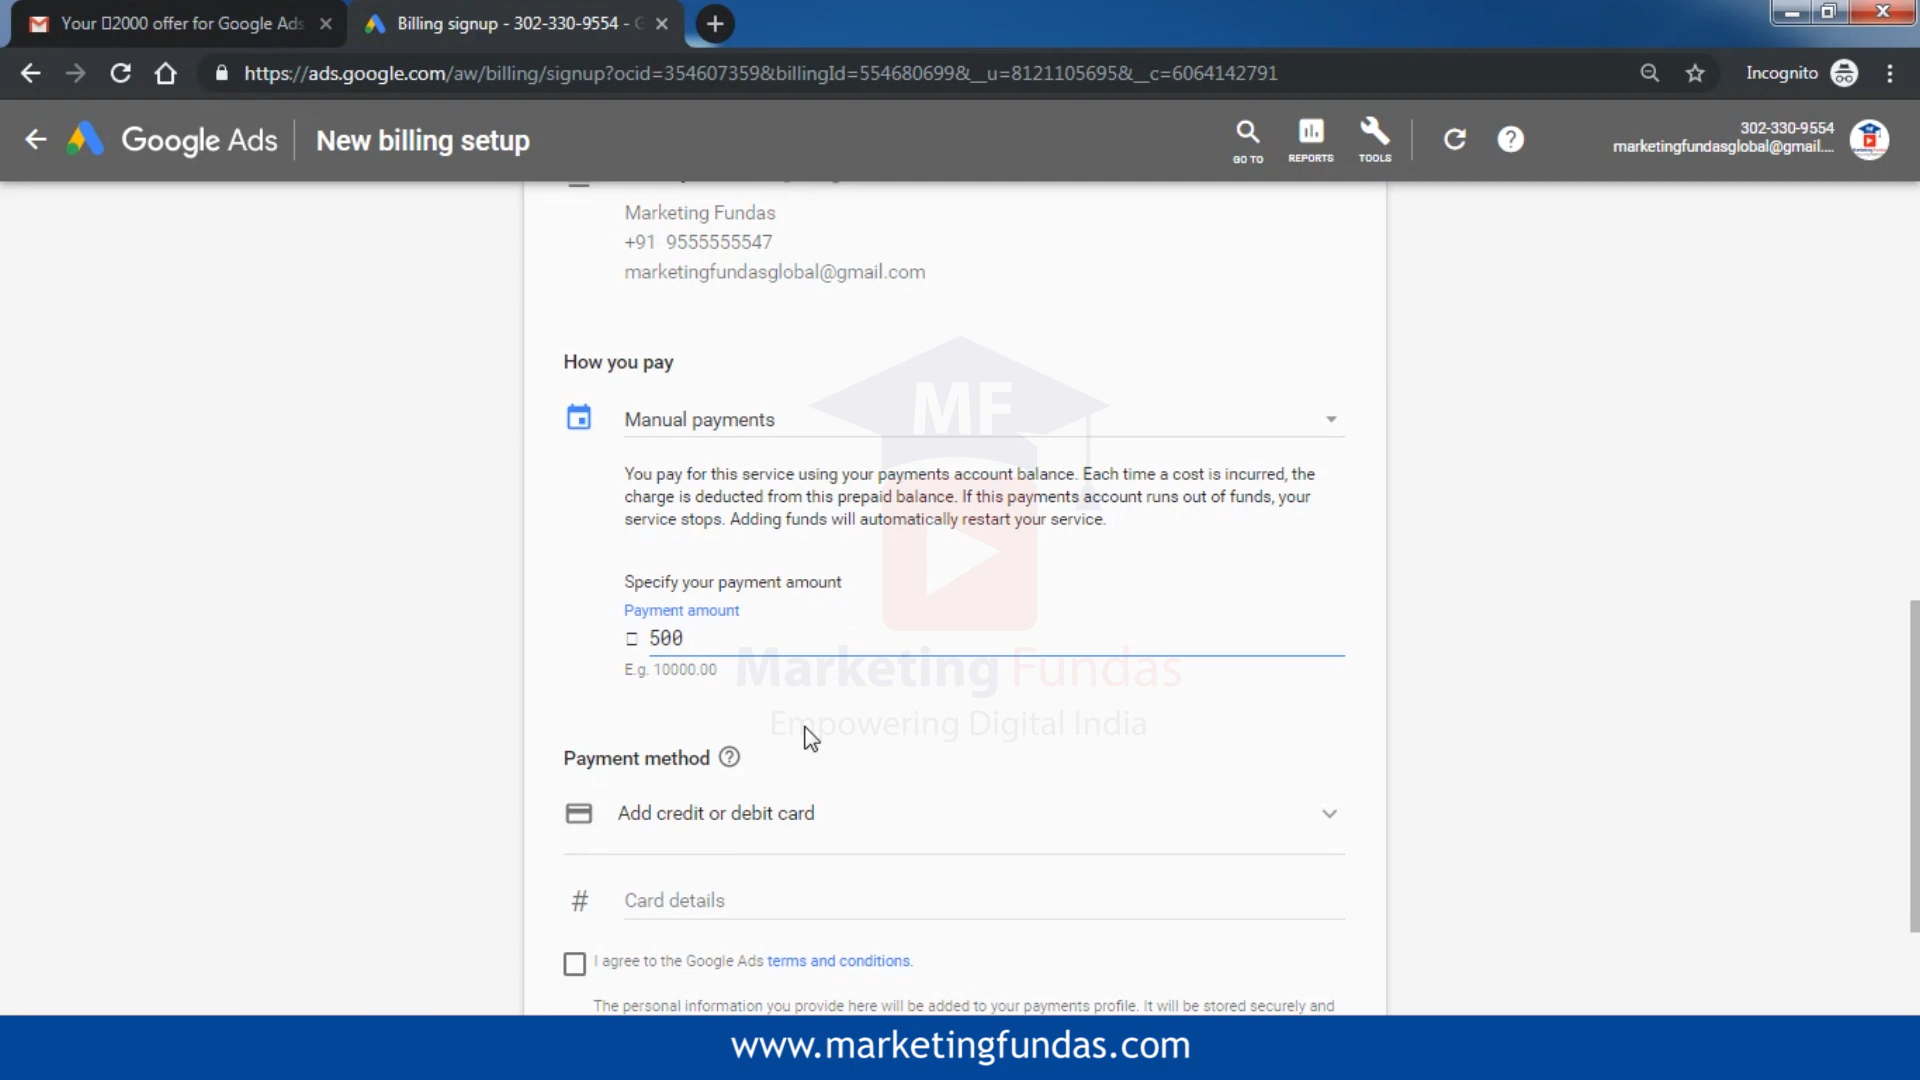 Your □2000 offer for Google Ads
Billing signup - 302-330-9554 - G
https://ads.google.com/aw/billing/signup?ocid=354607359&billingId=554680699&__u=8121105695&__c=6064142791
Incognito
Google Ads
New billing setup
GO TO
REPORTS
TOOLS
302-330-9554
marketingfundasglobal@gmail....
Marketing Fundas
+91 9555555547
marketingfundasglobal@gmail.com
How you pay
Manual payments
You pay for this service using your payments account balance. Each time a cost is incurred, the
charge is deducted from this prepaid balance. If this payments account runs out of funds, your
service stops. Adding funds will automatically restart your service.
Specify your payment amount
Payment amount
□ 500
E.g. 10000.00
MF
Marketing Fundas
Empowering Digital India
Payment method
Add credit or debit card
# Card details
I agree to the Google Ads terms and conditions.
The personal information you provide here will be added to your payments profile. It will be stored securely and
www.marketingfundas.com